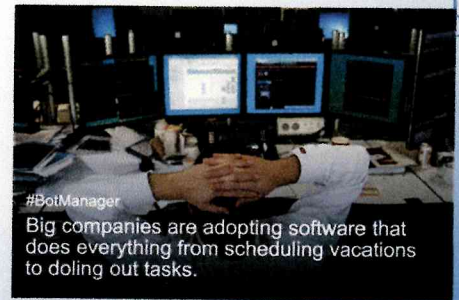 #BotManager
Big companies are adopting software that
does everything from scheduling vacations
to doling out tasks.